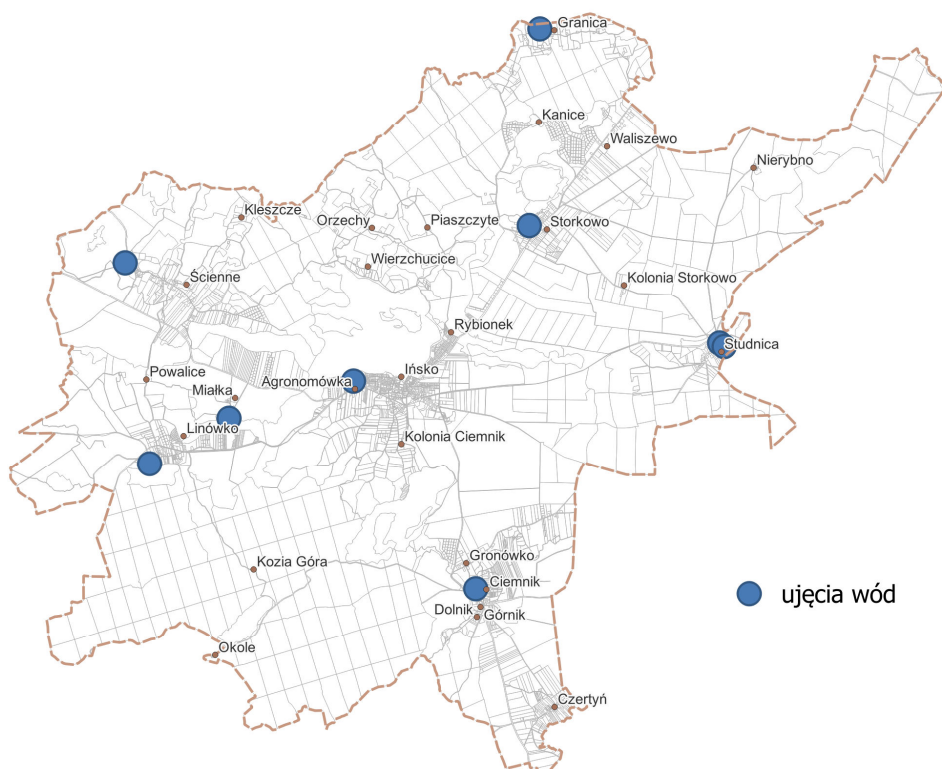 Granica
Kanice
Waliszewo
Nierybno
Kleszcze
Orzechy
Piaszczyte
Storkowo
Wierzchucice
Ścienne
Kolonia Storkowo
Rybionek
Studnica
Powalice
Agronomówka
Ińsko
Miałka
Linówko
Kolonia Ciemnik
Kozia Góra
Gronówko
Ciemnik
ujęcia wód
Dolnik
Górnik
Okole
Czertyń